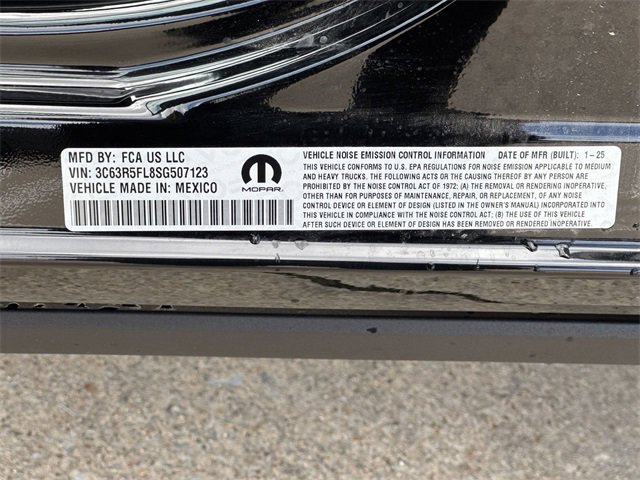 MFD BY: FCA US LLC
VIN: 3C63R5FL8SG507123
VEHICLE MADE IN: MEXICO
MOPAR
VEHICLE NOISE EMISSION CONTROL INFORMATION DATE OF MFR (BUILT): 1-25
THIS VEHICLE CONFORMS TO U.S. EPA REGULATIONS FOR NOISE EMISSION APPLICABLE TO MEDIUM
AND HEAVY TRUCKS. THE FOLLOWING ACTS OR THE CAUSING THEREOF BY ANY PERSON ARE
PROHIBITED BY THE NOISE CONTROL ACT OF 1972: (A) THE REMOVAL OR RENDERING INOPERATIVE,
OTHER THAN FOR PURPOSES OF MAINTENANCE, REPAIR, OR REPLACEMENT, OF ANY NOISE
CONTROL DEVICE OR ELEMENT OF DESIGN (LISTED IN THE OWNER'S MANUAL) INCORPORATED INTO
THIS VEHICLE IN COMPLIANCE WITH THE NOISE CONTROL ACT; (B) THE USE OF THIS VEHICLE
AFTER SUCH DEVICE OR ELEMENT OF DESIGN HAS BEEN REMOVED OR RENDERED INOPERATIVE.